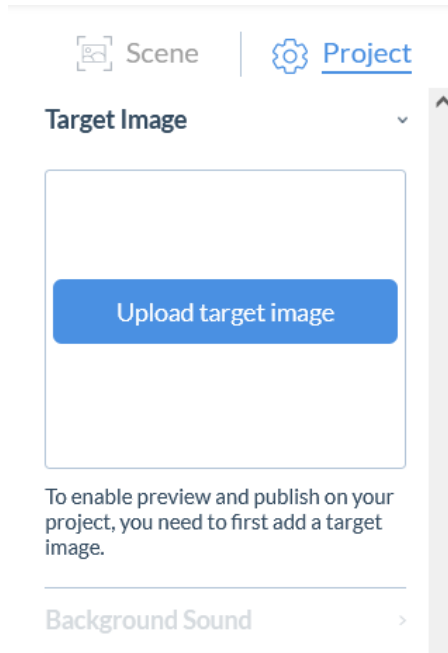 Scene Project
Target Image
Upload target image
To enable preview and publish on your
project, you need to first add a target
image.
Background Sound